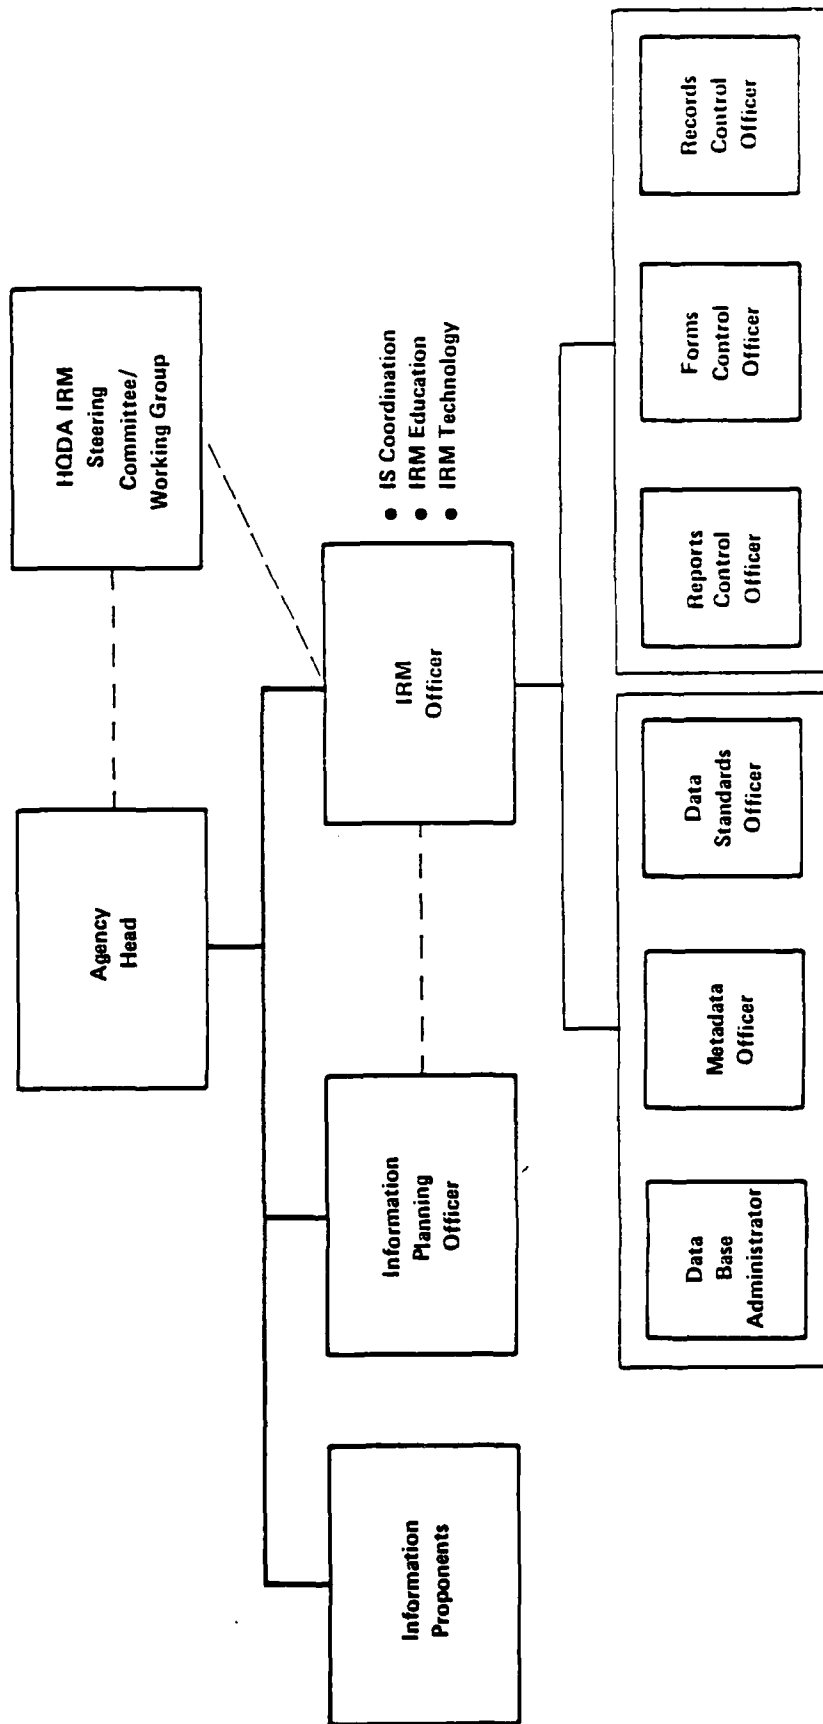 Agency
Head
HQDA IRM
Steering
Committee/
Working Group
Information
Proponents
Information
Planning
Officer
IRM
Officer
● IS Coordination
● IRM Education
● IRM Technology
Data
Base
Administrator
Metadata
Officer
Data
Standards
Officer
Reports
Control
Officer
Forms
Control
Officer
Records
Control
Officer